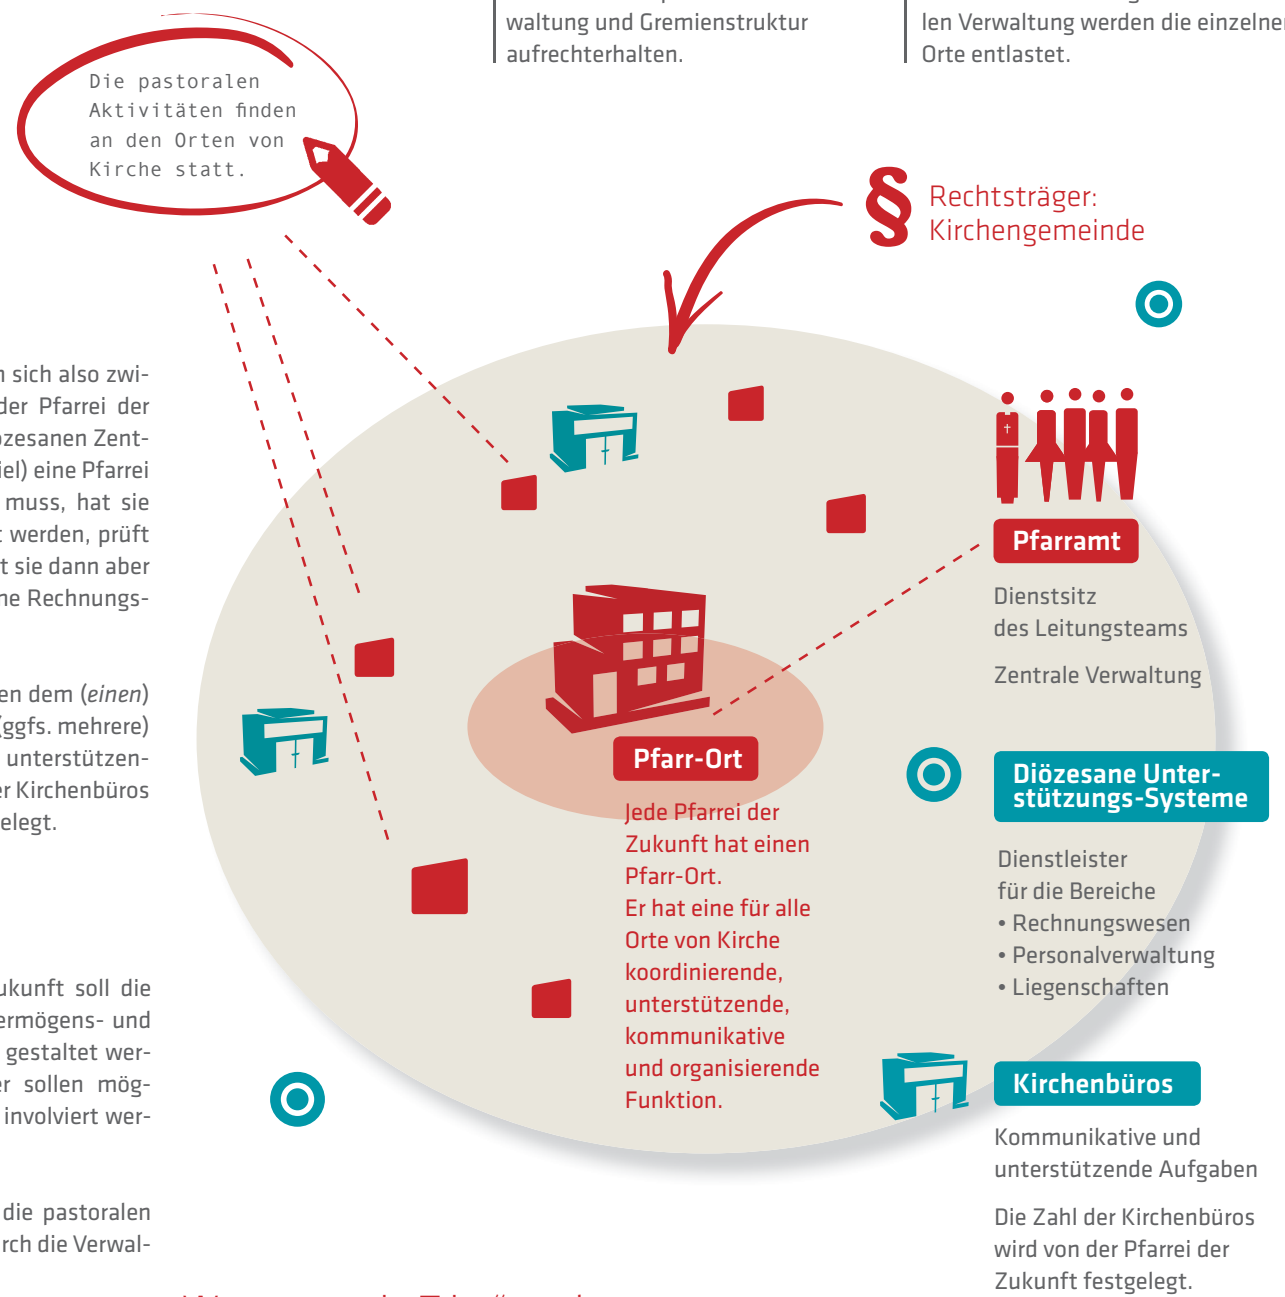 waltung und Gremienstruktur
aufrechterhalten.
len Verwaltung werden die einzelnen
Orte entlastet.
Die pastoralen
Aktivitäten finden
an den Orten von
Kirche statt.
§ Rechtsträger:
Kirchengemeinde
sich also zwi-
der Pfarrei der
özesanen Zent-
iel) eine Pfarrei
muss, hat sie
t werden, prüft
t sie dann aber
ne Rechnungs-
en dem (einen)
(ggfs. mehrere)
unterstützen-
er Kirchenbüros
elegt.
ukunft soll die
ermögens- und
gestaltet wer-
er sollen mög-
involviert wer-
die pastoralen
rch die Verwal-
Pfarr-Ort
Jede Pfarrei der
Zukunft hat einen
Pfarr-Ort.
Er hat eine für alle
Orte von Kirche
koordinierende,
unterstützende,
kommunikative
und organisierende
Funktion.
Pfarramt
Dienstsitz
des Leitungsteams
Zentrale Verwaltung
Diözesane Unter-
stützungs-Systeme
Dienstleister
für die Bereiche
• Rechnungswesen
• Personalverwaltung
• Liegenschaften
Kirchenbüros
Kommunikative und
unterstützende Aufgaben
Die Zahl der Kirchenbüros
wird von der Pfarrei der
Zukunft festgelegt.